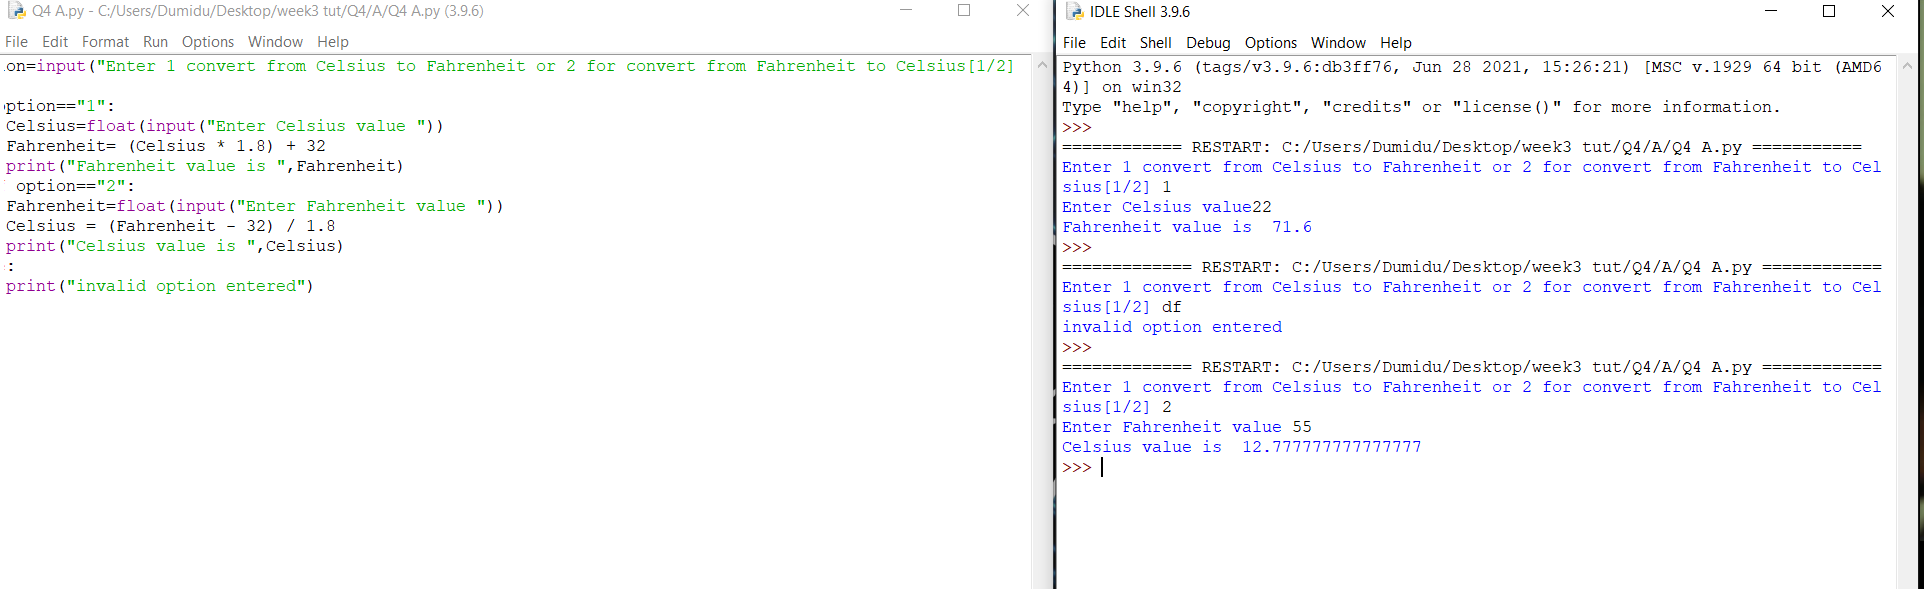 Q4 A.py - C:/Users/Dumidu/Desktop/week3 tut/Q4/A/Q4 A.py (3.9.6)
File Edit Format Run Options Window Help
on=input("Enter 1 convert from Celsius to Fahrenheit or 2 for convert from Fahrenheit to Celsius[1/2]
option=="1":
Celsius=float(input("Enter Celsius value "))
Fahrenheit= (Celsius * 1.8) + 32
print("Fahrenheit value is ",Fahrenheit)
option=="2":
Fahrenheit=float(input("Enter Fahrenheit value "))
Celsius = (Fahrenheit - 32) / 1.8
print("Celsius value is ",Celsius)
:
print("invalid option entered")
IDLE Shell 3.9.6
File Edit Shell Debug Options Window Help
Python 3.9.6 (tags/v3.9.6:db3ff76, Jun 28 2021, 15:26:21) [MSC v.1929 64 bit (AMD6
4)] on win32
Type "help", "copyright", "credits" or "license()" for more information.
>>>
============ RESTART: C:/Users/Dumidu/Desktop/week3 tut/Q4/A/Q4 A.py ===========
Enter 1 convert from Celsius to Fahrenheit or 2 for convert from Fahrenheit to Cel
sius[1/2] 1
Enter Celsius value22
Fahrenheit value is  71.6
>>>
============= RESTART: C:/Users/Dumidu/Desktop/week3 tut/Q4/A/Q4 A.py ============
Enter 1 convert from Celsius to Fahrenheit or 2 for convert from Fahrenheit to Cel
sius[1/2] df
invalid option entered
>>>
============= RESTART: C:/Users/Dumidu/Desktop/week3 tut/Q4/A/Q4 A.py ============
Enter 1 convert from Celsius to Fahrenheit or 2 for convert from Fahrenheit to Cel
sius[1/2] 2
Enter Fahrenheit value 55
Celsius value is  12.777777777777777
>>>